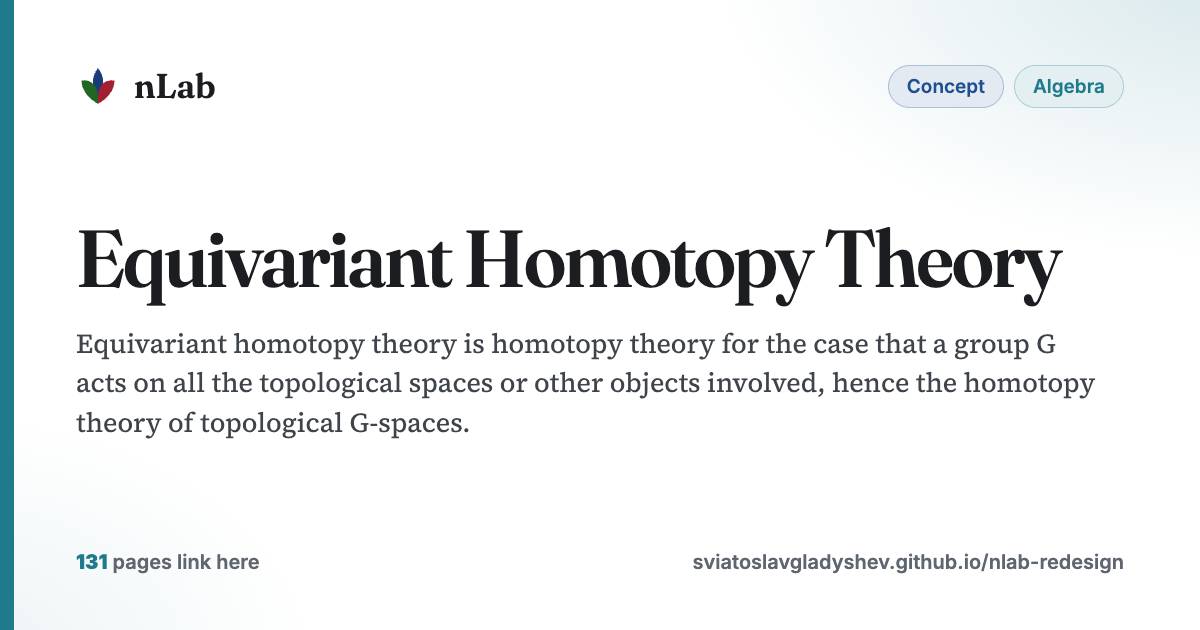 nLab
Concept
Algebra
Equivariant Homotopy Theory
Equivariant homotopy theory is homotopy theory for the case that a group G
acts on all the topological spaces or other objects involved, hence the homotopy
theory of topological G-spaces.
131 pages link here
sviatoslavgladyshev.github.io/nlab-redesign